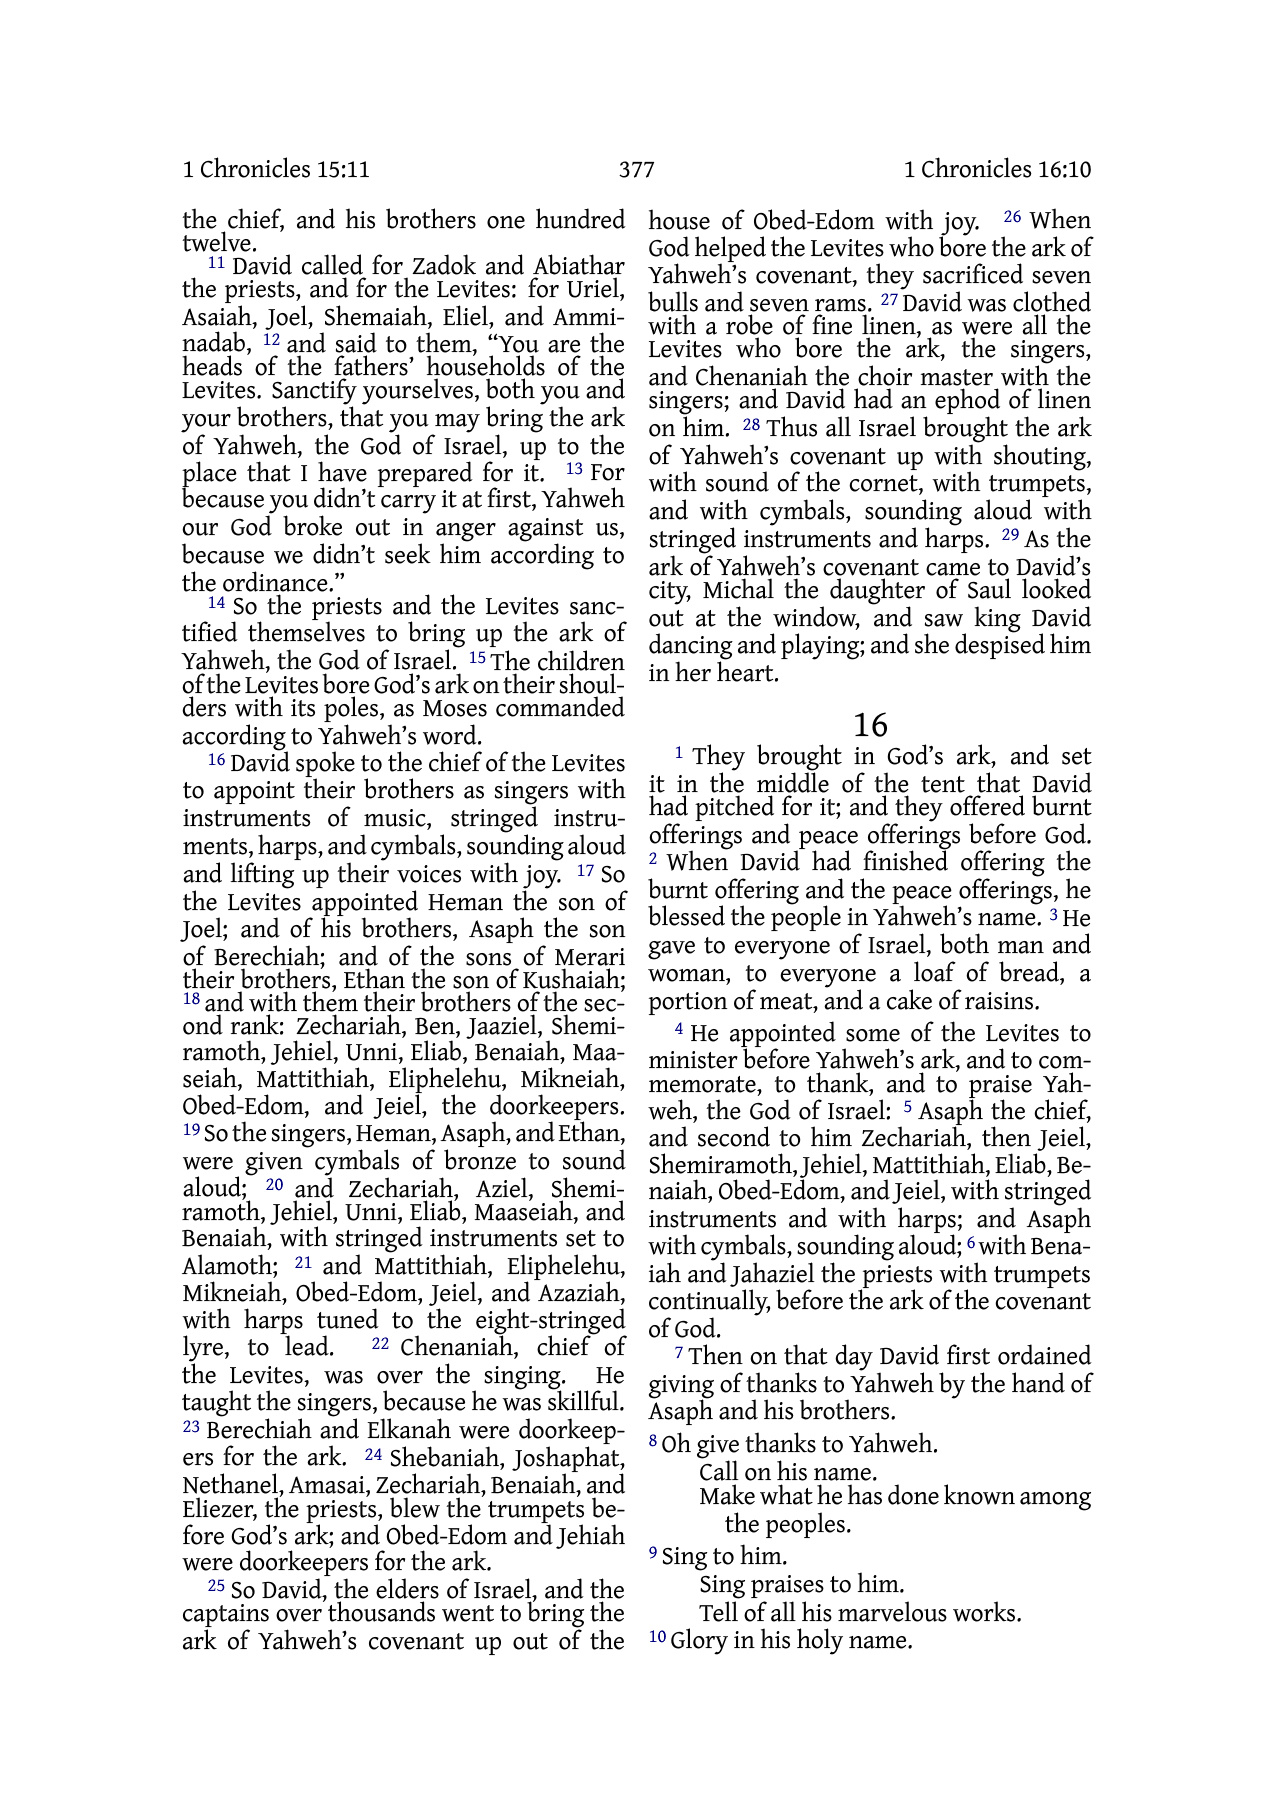 1 Chronicles 15:11 377 1 Chronicles 16:10
the chief, and his brothers one hundred
twelve.
11 David called for Zadok and Abiathar
the priests, and for the Levites: for Uriel,
Asaiah, Joel, Shemaiah, Eliel, and Ammi-
nadab, 12 and said to them, “You are the
heads of the fathers’ households of the
Levites. Sanctify yourselves, both you and
your brothers, that you may bring the ark
of Yahweh, the God of Israel, up to the
place that I have prepared for it. 13 For
because you didn’t carry it at first, Yahweh
our God broke out in anger against us,
because we didn’t seek him according to
the ordinance.”
14 So the priests and the Levites sanc-
tified themselves to bring up the ark of
Yahweh, the God of Israel. 15 The children
of the Levites bore God’s ark on their shoul-
ders with its poles, as Moses commanded
according to Yahweh’s word.
16 David spoke to the chief of the Levites
to appoint their brothers as singers with
instruments of music, stringed instru-
ments, harps, and cymbals, sounding aloud
and lifting up their voices with joy. 17 So
the Levites appointed Heman the son of
Joel; and of his brothers, Asaph the son
of Berechiah; and of the sons of Merari
their brothers, Ethan the son of Kushaiah;
18 and with them their brothers of the sec-
ond rank: Zechariah, Ben, Jaaziel, Shemi-
ramoth, Jehiel, Unni, Eliab, Benaiah, Maa-
seiah, Mattithiah, Eliphelehu, Mikneiah,
Obed-Edom, and Jeiel, the doorkeepers.
19 So the singers, Heman, Asaph, and Ethan,
were given cymbals of bronze to sound
aloud; 20 and Zechariah, Aziel, Shemi-
ramoth, Jehiel, Unni, Eliab, Maaseiah, and
Benaiah, with stringed instruments set to
Alamoth; 21 and Mattithiah, Eliphelehu,
Mikneiah, Obed-Edom, Jeiel, and Azaziah,
with harps tuned to the eight-stringed
lyre, to lead. 22 Chenaniah, chief of
the Levites, was over the singing. He
taught the singers, because he was skillful.
23 Berechiah and Elkanah were doorkeep-
ers for the ark. 24 Shebaniah, Joshaphat,
Nethanel, Amasai, Zechariah, Benaiah, and
Eliezer, the priests, blew the trumpets be-
fore God’s ark; and Obed-Edom and Jehiah
were doorkeepers for the ark.
25 So David, the elders of Israel, and the
captains over thousands went to bring the
ark of Yahweh’s covenant up out of the
house of Obed-Edom with joy. 26 When
God helped the Levites who bore the ark of
Yahweh’s covenant, they sacrificed seven
bulls and seven rams. 27 David was clothed
with a robe of fine linen, as were all the
Levites who bore the ark, the singers,
and Chenaniah the choir master with the
singers; and David had an ephod of linen
on him. 28 Thus all Israel brought the ark
of Yahweh’s covenant up with shouting,
with sound of the cornet, with trumpets,
and with cymbals, sounding aloud with
stringed instruments and harps. 29 As the
ark of Yahweh’s covenant came to David’s
city, Michal the daughter of Saul looked
out at the window, and saw king David
dancing and playing; and she despised him
in her heart.
16
1 They brought in God’s ark, and set
it in the middle of the tent that David
had pitched for it; and they offered burnt
offerings and peace offerings before God.
2 When David had finished offering the
burnt offering and the peace offerings, he
blessed the people in Yahweh’s name. 3 He
gave to everyone of Israel, both man and
woman, to everyone a loaf of bread, a
portion of meat, and a cake of raisins.
4 He appointed some of the Levites to
minister before Yahweh’s ark, and to com-
memorate, to thank, and to praise Yah-
weh, the God of Israel: 5 Asaph the chief,
and second to him Zechariah, then Jeiel,
Shemiramoth, Jehiel, Mattithiah, Eliab, Be-
naiah, Obed-Edom, and Jeiel, with stringed
instruments and with harps; and Asaph
with cymbals, sounding aloud; 6 with Bena-
iah and Jahaziel the priests with trumpets
continually, before the ark of the covenant
of God.
7 Then on that day David first ordained
giving of thanks to Yahweh by the hand of
Asaph and his brothers.
8 Oh give thanks to Yahweh.
Call on his name.
Make what he has done known among
the peoples.
9 Sing to him.
Sing praises to him.
Tell of all his marvelous works.
10 Glory in his holy name.